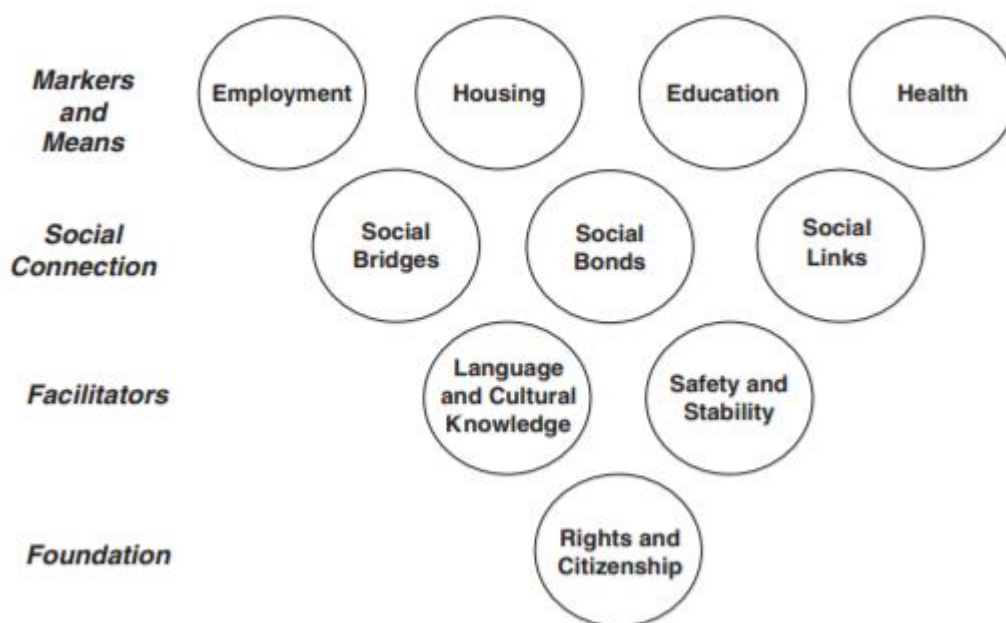 Markers
and
Means
Employment
Housing
Education
Health
Social
Connection
Social
Bridges
Social
Bonds
Social
Links
Facilitators
Language
and Cultural
Knowledge
Safety and
Stability
Foundation
Rights and
Citizenship